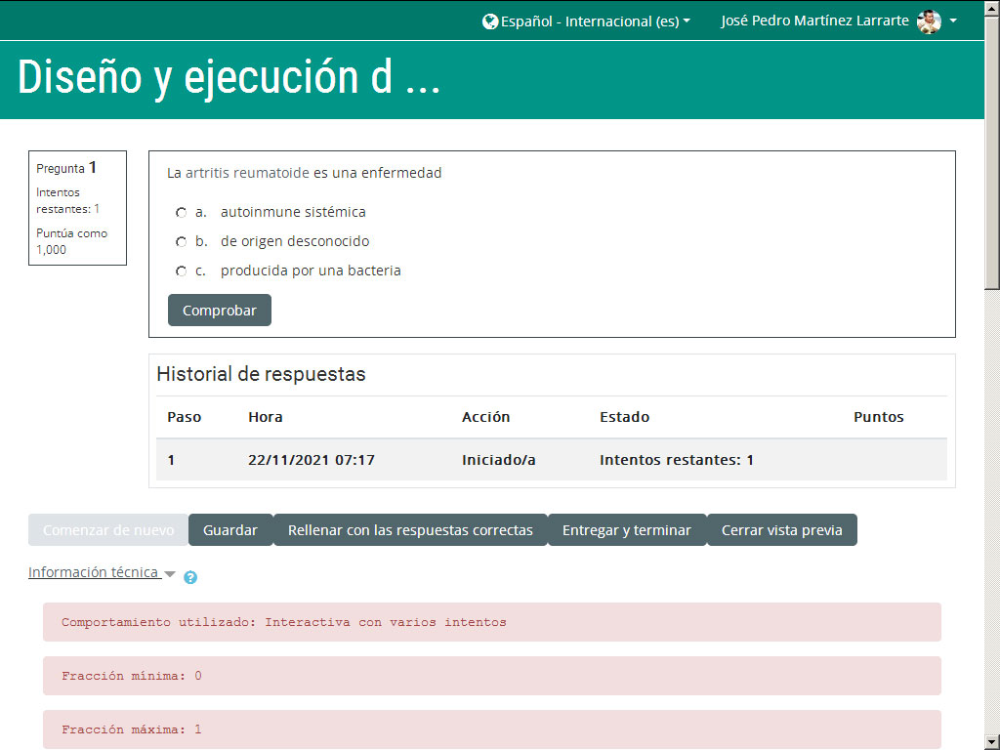 Español - Internacional (es)
José Pedro Martínez Larrarte
Diseño y ejecución d ...
Pregunta 1
Intentos
restantes: 1
Puntúa como
1,000
La artritis reumatoide es una enfermedad
a. autoinmune sistémica
b. de origen desconocido
c. producida por una bacteria
Comprobar
Historial de respuestas
Paso Hora Acción Estado Puntos
1 22/11/2021 07:17 Iniciado/a Intentos restantes: 1
Comenzar de nuevo Guardar Rellenar con las respuestas correctas Entregar y terminar Cerrar vista previa
Información técnica ?
Comportamiento utilizado: Interactiva con varios intentos
Fracción mínima: 0
Fracción máxima: 1